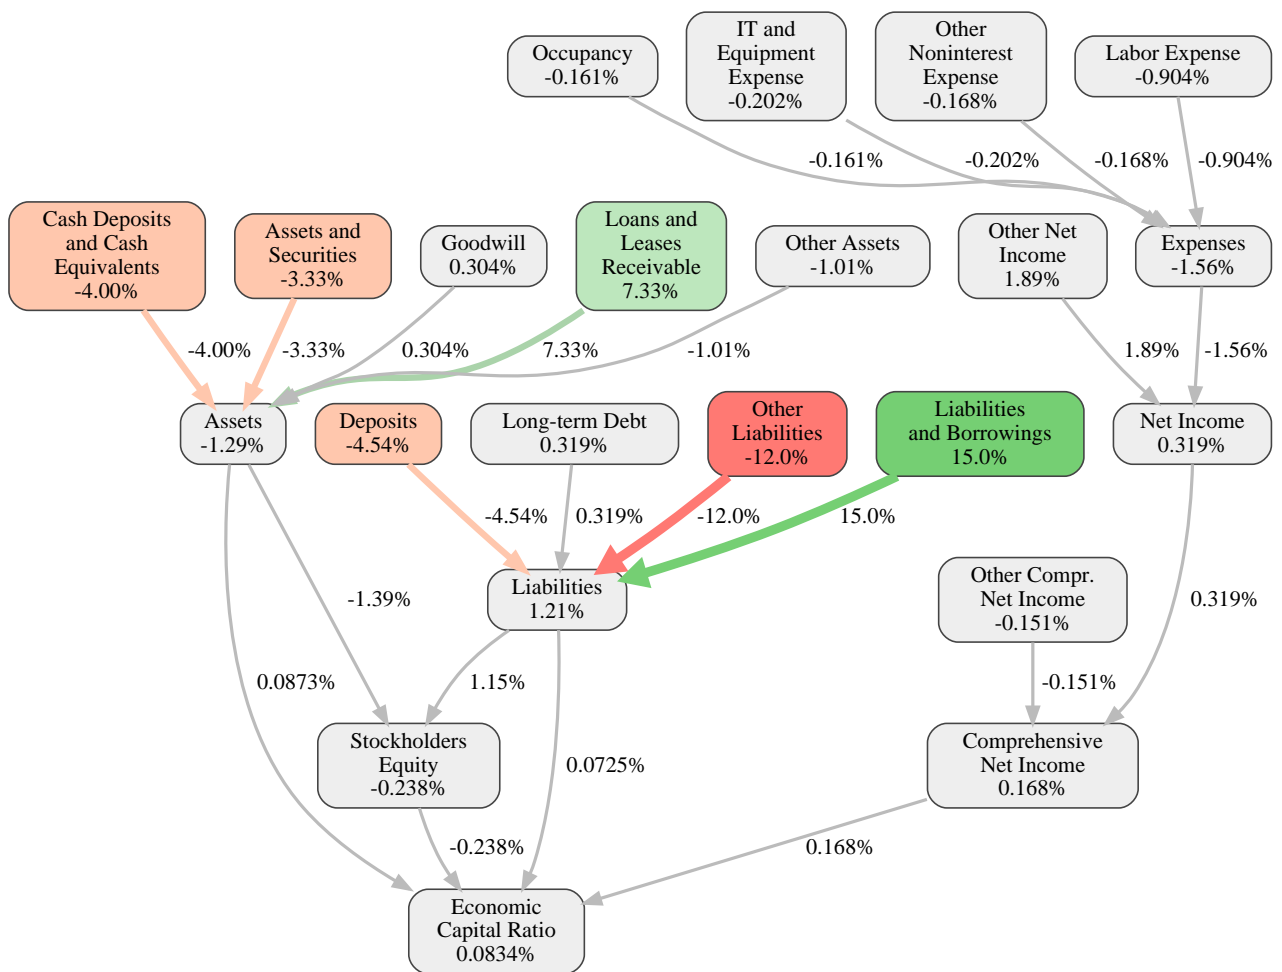 Occupancy
-0.161%
IT and
Equipment
Expense
-0.202%
Other
Noninterest
Expense
-0.168%
Labor Expense
-0.904%
-0.161%
-0.202%
-0.168%
-0.904%
Cash Deposits
and Cash
Equivalents
-4.00%
Assets and
Securities
-3.33%
Goodwill
0.304%
Loans and
Leases
Receivable
7.33%
Other Assets
-1.01%
Other Net
Income
1.89%
Expenses
-1.56%
-4.00%
-3.33%
0.304%
7.33%
-1.01%
1.89%
-1.56%
Assets
-1.29%
Deposits
-4.54%
Long-term Debt
0.319%
Other
Liabilities
-12.0%
Liabilities
and Borrowings
15.0%
Net Income
0.319%
-4.54%
0.319%
-12.0%
15.0%
Liabilities
1.21%
Other Compr.
Net Income
-0.151%
-1.39%
0.319%
0.0873%
1.15%
-0.151%
Stockholders
Equity
-0.238%
0.0725%
Comprehensive
Net Income
0.168%
-0.238%
0.168%
Economic
Capital Ratio
0.0834%